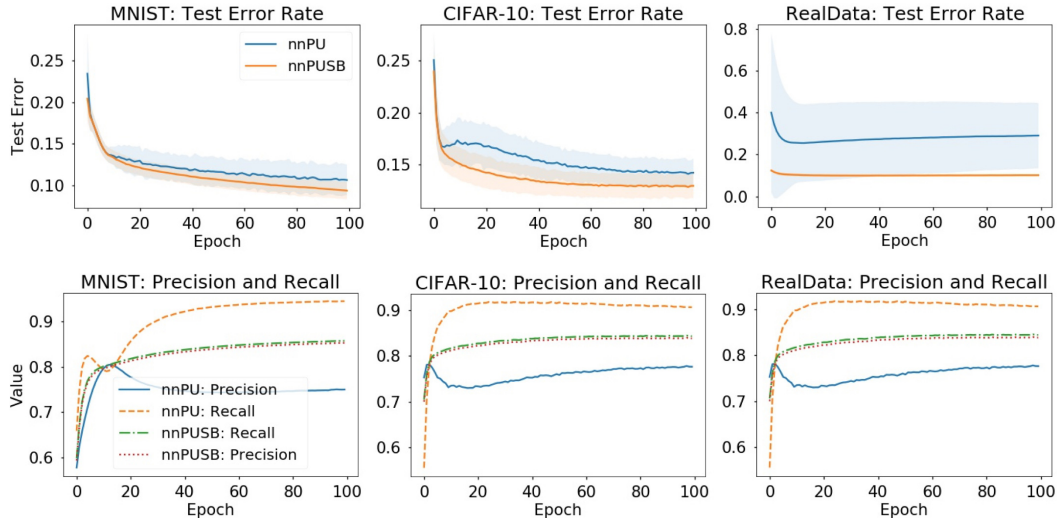 MNIST: Test Error Rate
CIFAR-10: Test Error Rate
RealData: Test Error Rate
nnPU
nnPUSB
Test Error
0.25
0.20
0.15
0.10
0 20 40 60 80 100
Epoch
0.25
0.20
0.15
0 20 40 60 80 100
Epoch
0.8
0.6
0.4
0.2
0.0
0 20 40 60 80 100
Epoch
MNIST: Precision and Recall
CIFAR-10: Precision and Recall
RealData: Precision and Recall
Value
0.9
0.8
0.7
0.6
nnPU: Precision
nnPU: Recall
nnPUSB: Recall
nnPUSB: Precision
0 20 40 60 80 100
Epoch
0.9
0.8
0.7
0.6
0 20 40 60 80 100
Epoch
0.9
0.8
0.7
0.6
0 20 40 60 80 100
Epoch